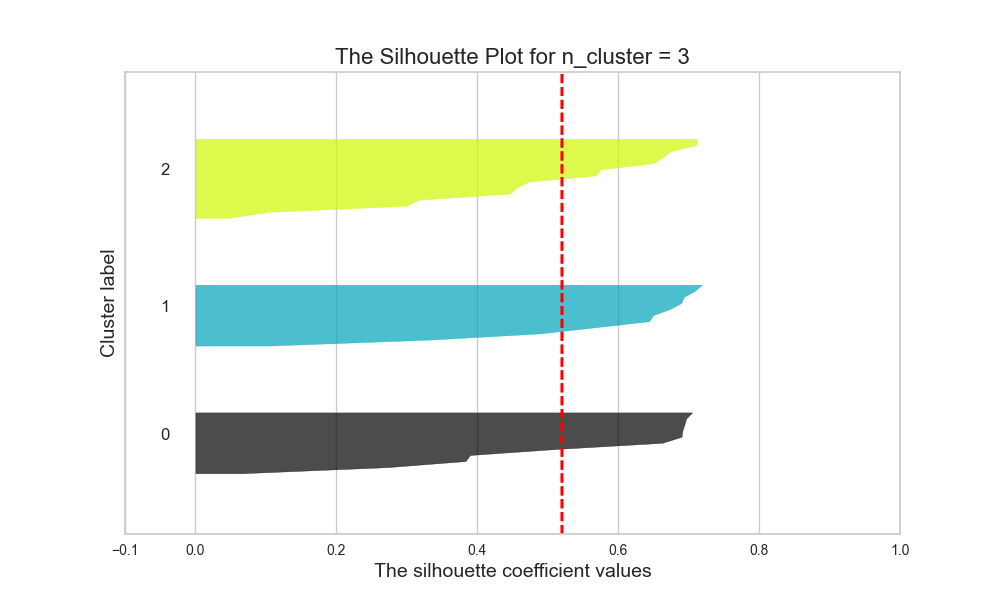 The Silhouette Plot for n_cluster = 3
2
1
0
Cluster label
−0.1 0.0 0.2 0.4 0.6 0.8 1.0
The silhouette coefficient values